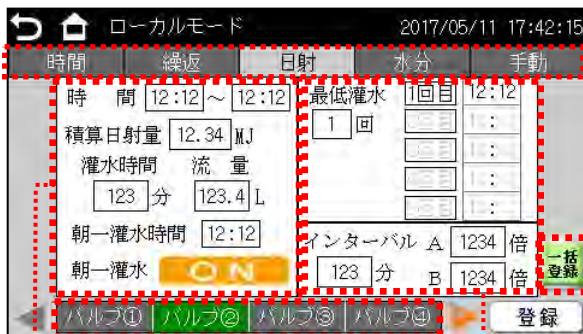 ローカルモード 2017/05/11 17:42:15
時間 繰返 日射 水分 手動
時 間 12:12 ~ 12:12
積算日射量 12.34 MJ
灌水時間 流 量
123 分 123.4 L
朝一灌水時間 12:12
朝一灌水 ON
最低灌水 1回目 12:12
1 回
インターバル A 1234 倍
123 分 B 1234 倍
一括
登録
バルブ① バルブ② バルブ③ バルブ④ 登録